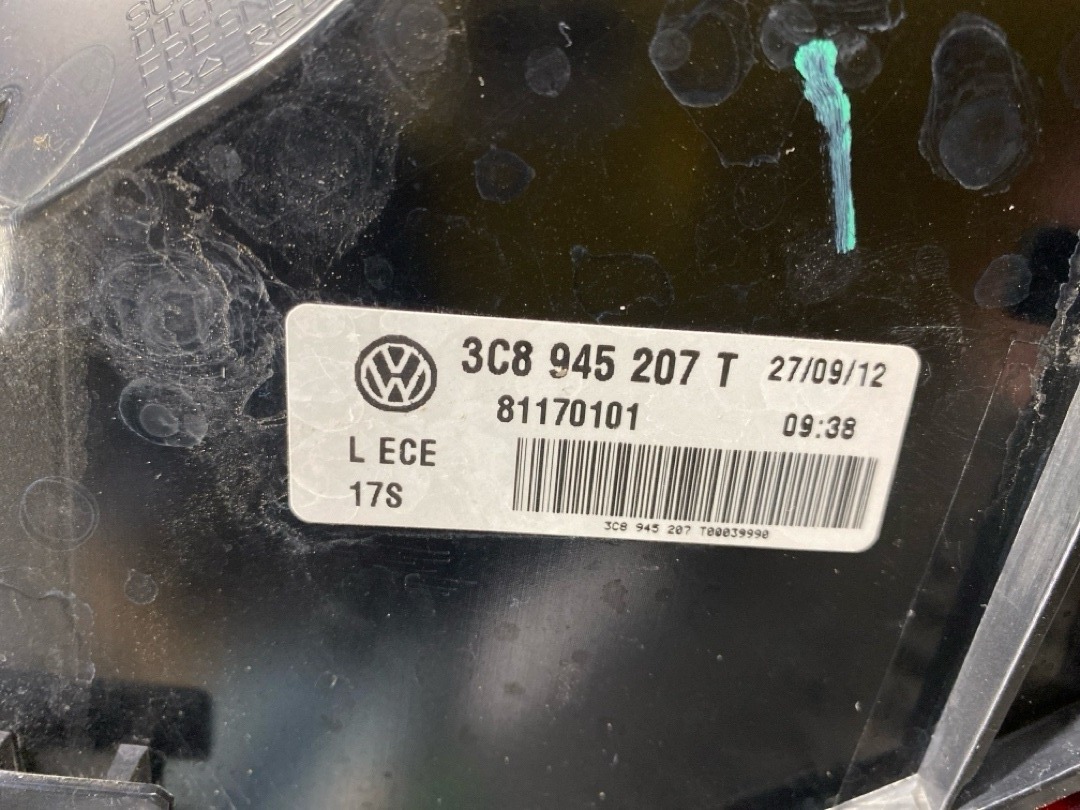 3C8 945 207 T 27/09/12
81170101 09:38
L ECE
17S
3C8 945 207 T00039990